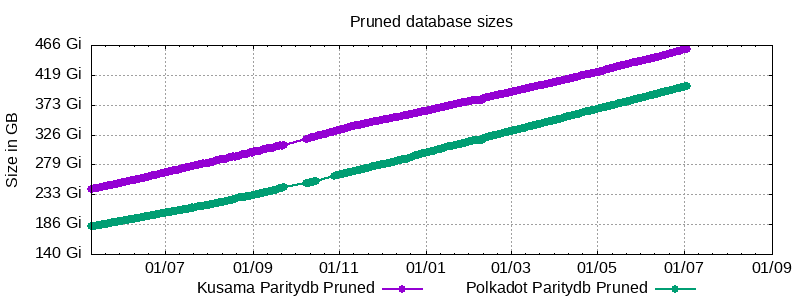 Pruned database sizes
Size in GB
466 Gi
419 Gi
373 Gi
326 Gi
279 Gi
233 Gi
186 Gi
140 Gi
01/07 01/09 01/11 01/01 01/03 01/05 01/07 01/09
Kusama Paritydb Pruned Polkadot Paritydb Pruned